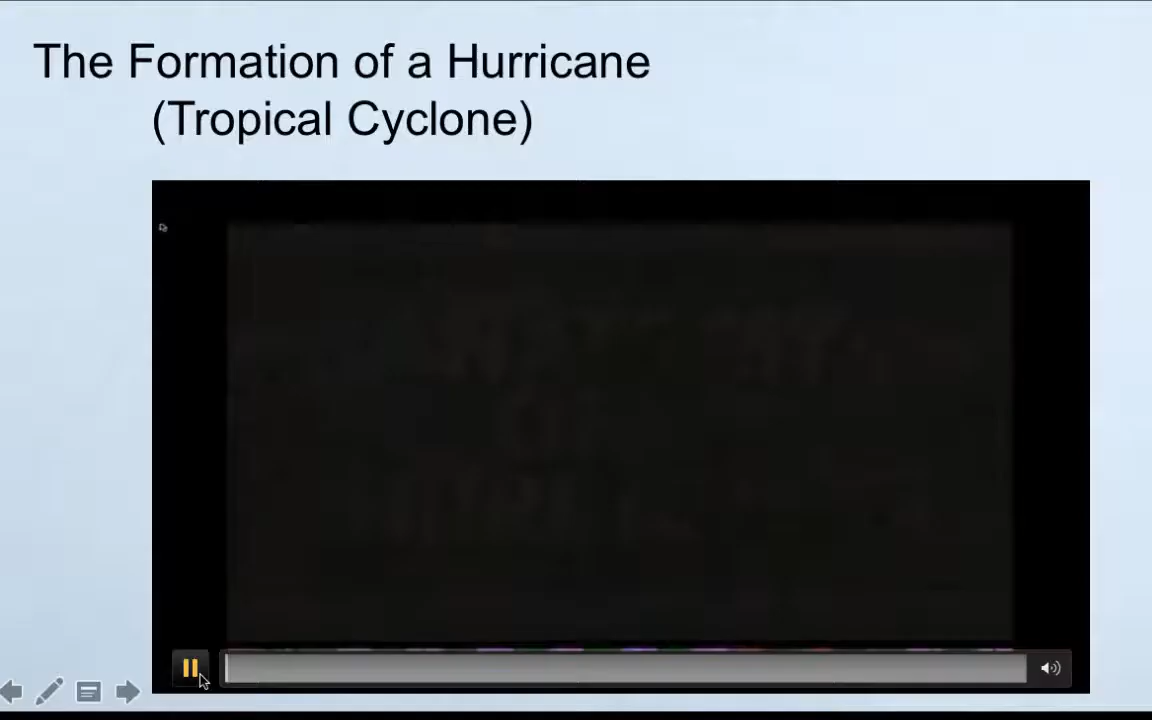 The Formation of a Hurricane
(Tropical Cyclone)